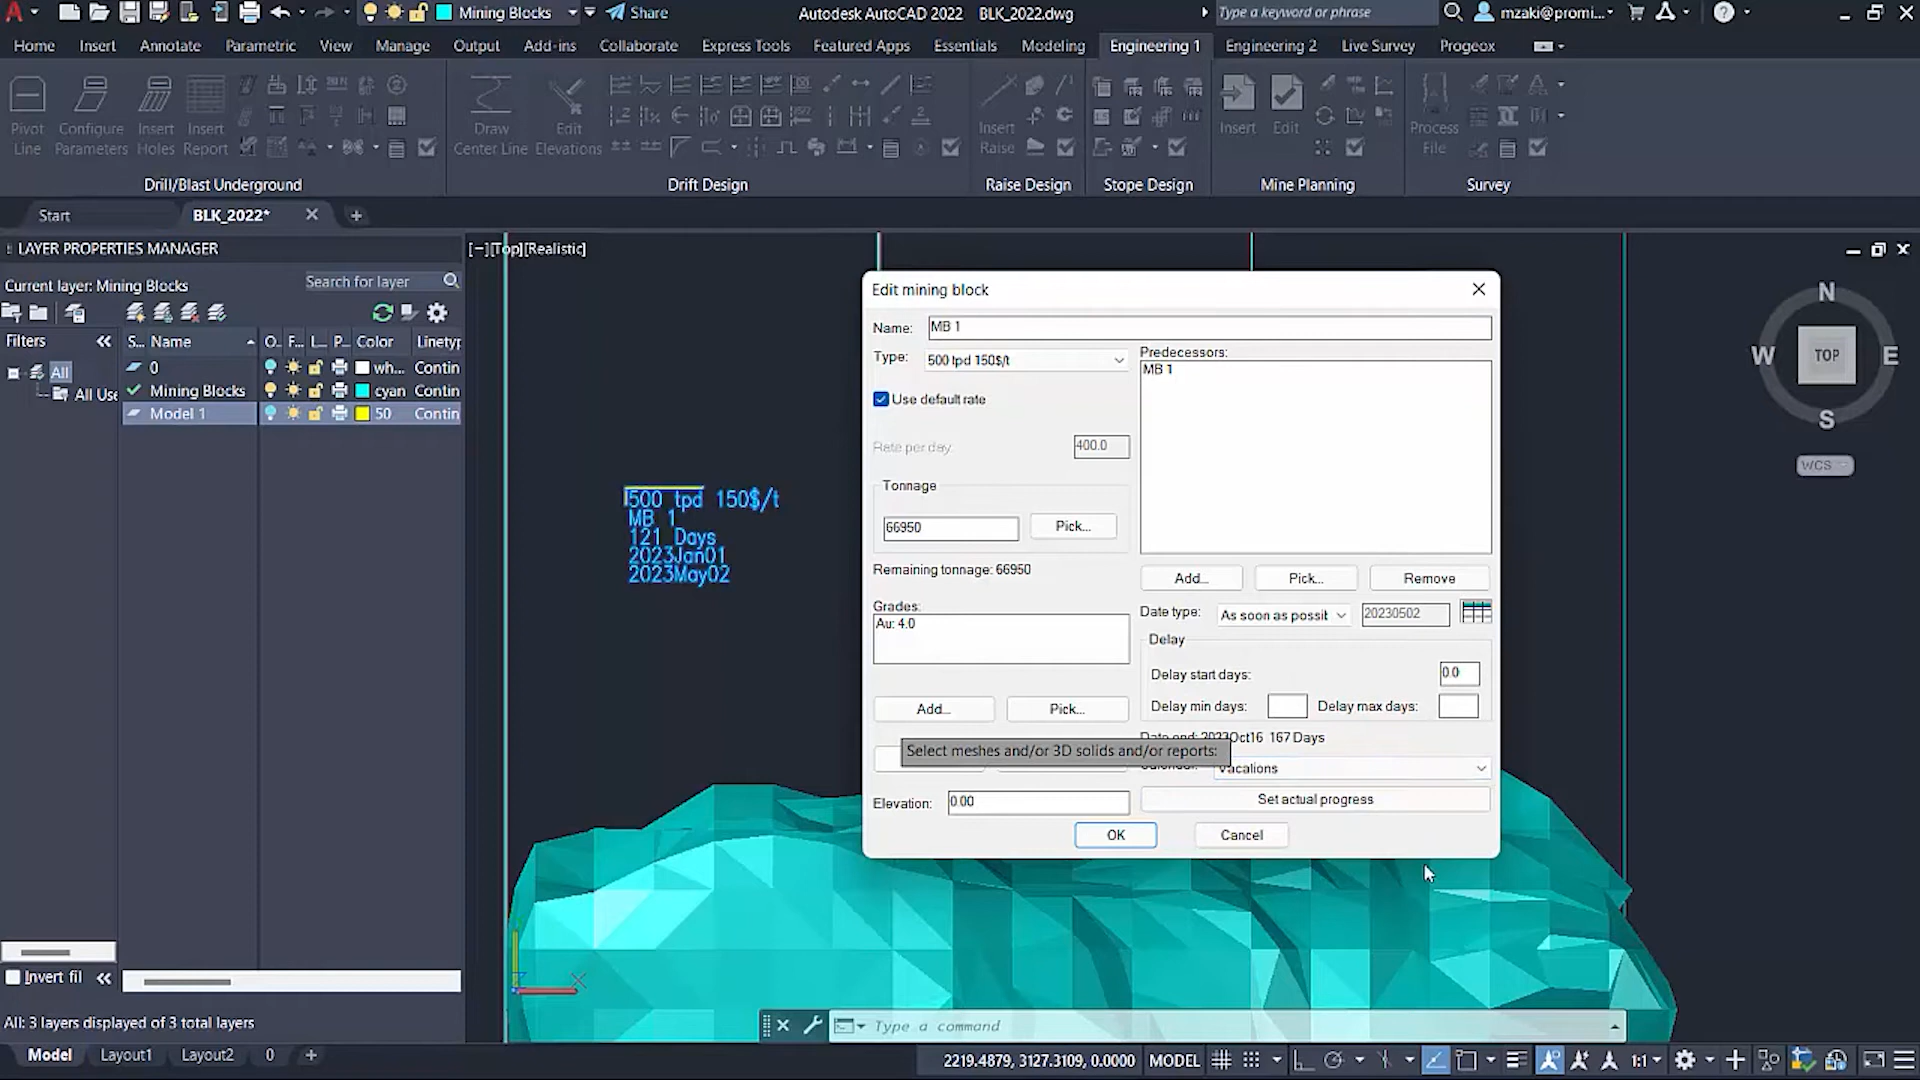 Mining Blocks
Share
Autodesk AutoCAD 2022 BLK_2022.dwg
Type a keyword or phrase
mzaki@promi...
Home Insert Annotate Parametric View Manage Output Add-ins Collaborate Express Tools Featured Apps Essentials Modeling Engineering 1 Engineering 2 Live Survey Progeox
Pivot Line
Configure Parameters
Insert Holes
Insert Report
Draw Center Line
Edit Elevations
Insert Raise
Insert
Edit
Process File
Drill/Blast Underground
Drift Design
Raise Design
Stope Design
Mine Planning
Survey
Start
BLK_2022*
LAYER PROPERTIES MANAGER
Current layer: Mining Blocks
Search for layer
Filters
S... Name O.. F... L... P.. Color Linetyp
All
All Use
0 wh... Contin
Mining Blocks cyan Contin
Model 1 50 Contin
Invert fil
All: 3 layers displayed of 3 total layers
[−][Top][Realistic]
500 tpd 150$/t
MB 1
121 Days
2023Jan01
2023May02
Edit mining block
Name: MB 1
Type: 500 tpd 150$/t
Use default rate
Rate per day: 400.0
Tonnage
66950 Pick...
Remaining tonnage: 66950
Grades:
Au: 4.0
Add... Pick...
Select meshes and/or 3D solids and/or reports:
Elevation: 0.00
Predecessors:
MB 1
Add... Pick... Remove
Date type: As soon as possit 20230502
Delay
Delay start days: 0.0
Delay min days: Delay max days:
Date end: 2023Oct16 167 Days
Vacations
Set actual progress
OK Cancel
N
W TOP E
S
WCS
Type a command
Model Layout1 Layout2 0
2219.4879, 3127.3109, 0.0000 MODEL 1:1